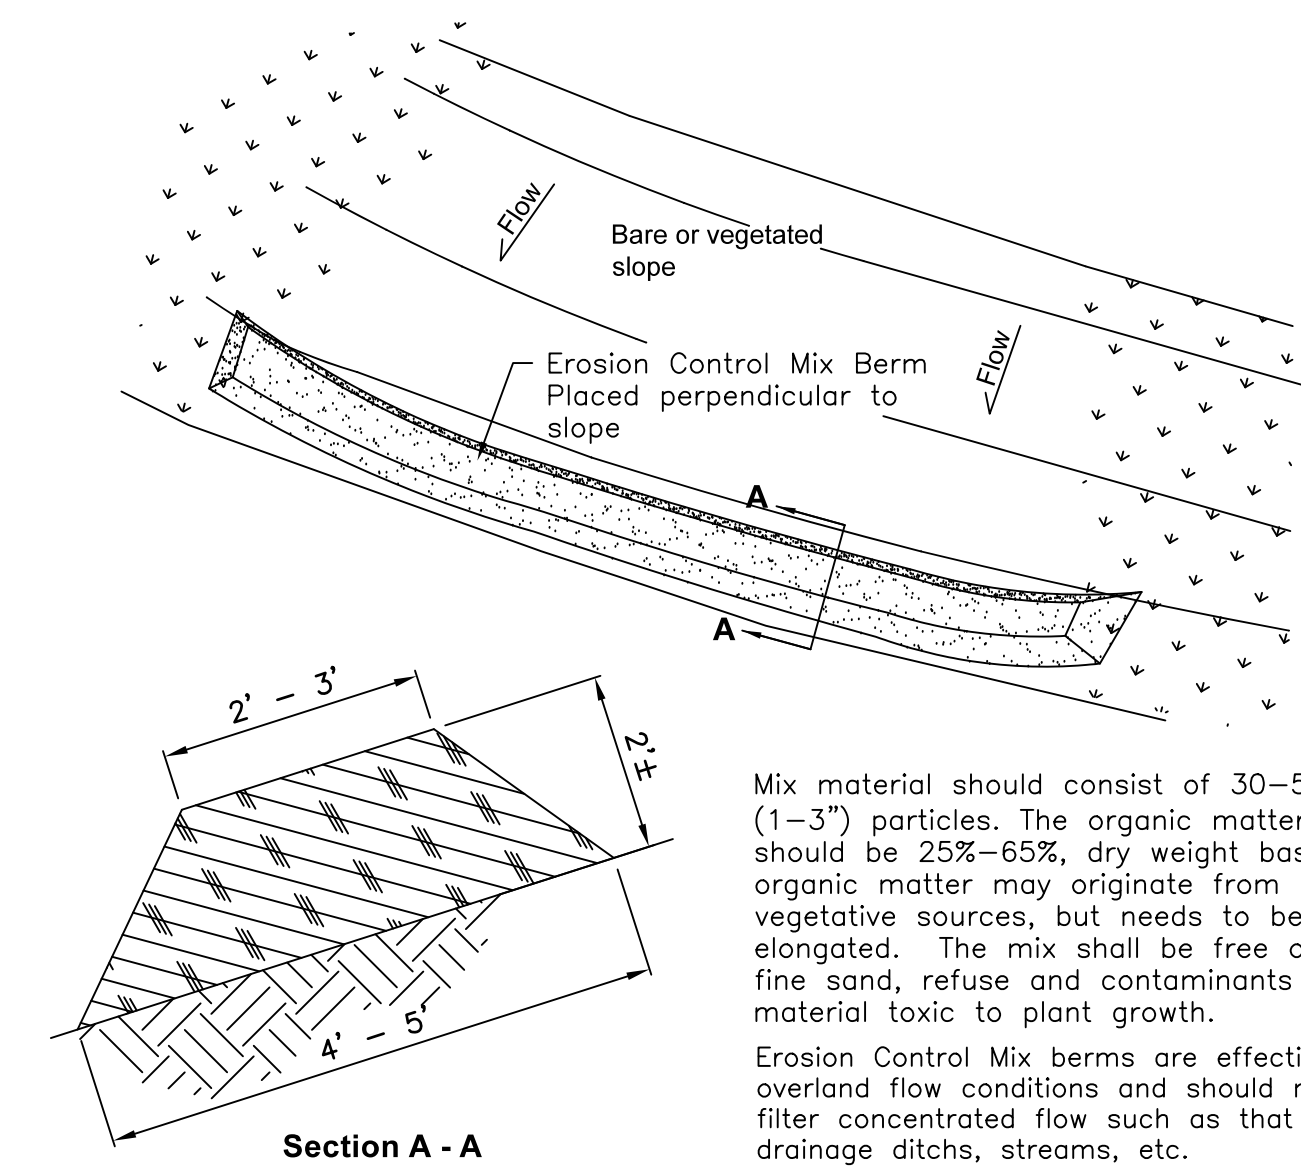 Flow
Bare or vegetated
slope
Flow
Erosion Control Mix Berm
Placed perpendicular to
slope
A
A
2' - 3'
2'±
4' - 5'
Section A - A
Mix material should consist of 30-5
(1-3") particles. The organic matter
should be 25%-65%, dry weight bas
organic matter may originate from
vegetative sources, but needs to be
elongated. The mix shall be free o
fine sand, refuse and contaminants
material toxic to plant growth.
Erosion Control Mix berms are effecti
overland flow conditions and should
filter concentrated flow such as that
drainage ditchs, streams, etc.